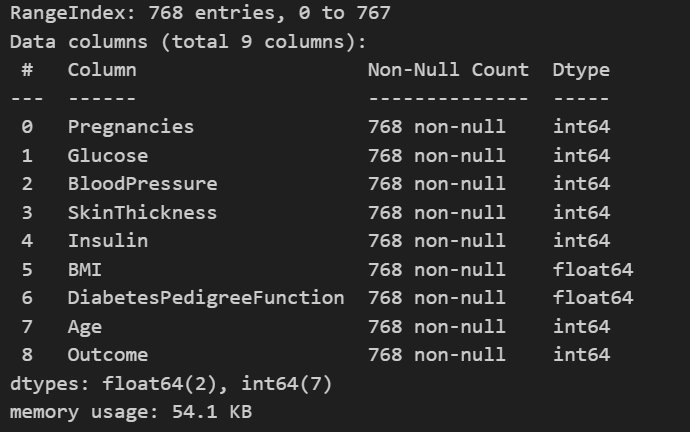 RangeIndex: 768 entries, 0 to 767
Data columns (total 9 columns):
 #   Column                    Non-Null Count  Dtype
---  ------                    --------------  -----
 0   Pregnancies               768 non-null    int64
 1   Glucose                   768 non-null    int64
 2   BloodPressure             768 non-null    int64
 3   SkinThickness             768 non-null    int64
 4   Insulin                   768 non-null    int64
 5   BMI                       768 non-null    float64
 6   DiabetesPedigreeFunction  768 non-null    float64
 7   Age                       768 non-null    int64
 8   Outcome                   768 non-null    int64
dtypes: float64(2), int64(7)
memory usage: 54.1 KB